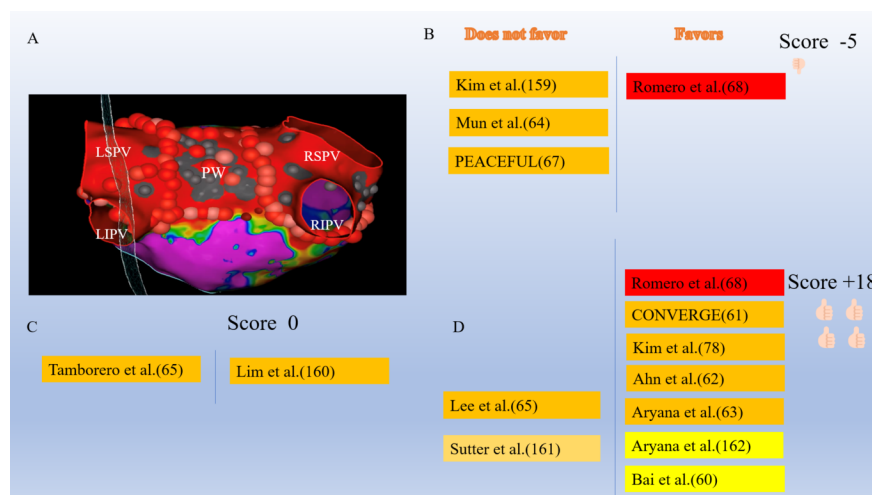 A
LSPV
RSPV
PW
LIPV
RIPV
B
Does not favor
Favors
Score -5
Kim et al.(159)
Romero et al.(68)
Mun et al.(64)
PEACEFUL(67)
C
Score 0
Tamborero et al.(65)
Lim et al.(160)
D
Romero et al.(68)
Score +18
CONVERGE(61)
Kim et al.(78)
Ahn et al.(62)
Lee et al.(65)
Aryana et al.(63)
Sutter et al.(161)
Aryana et al.(162)
Bai et al.(60)